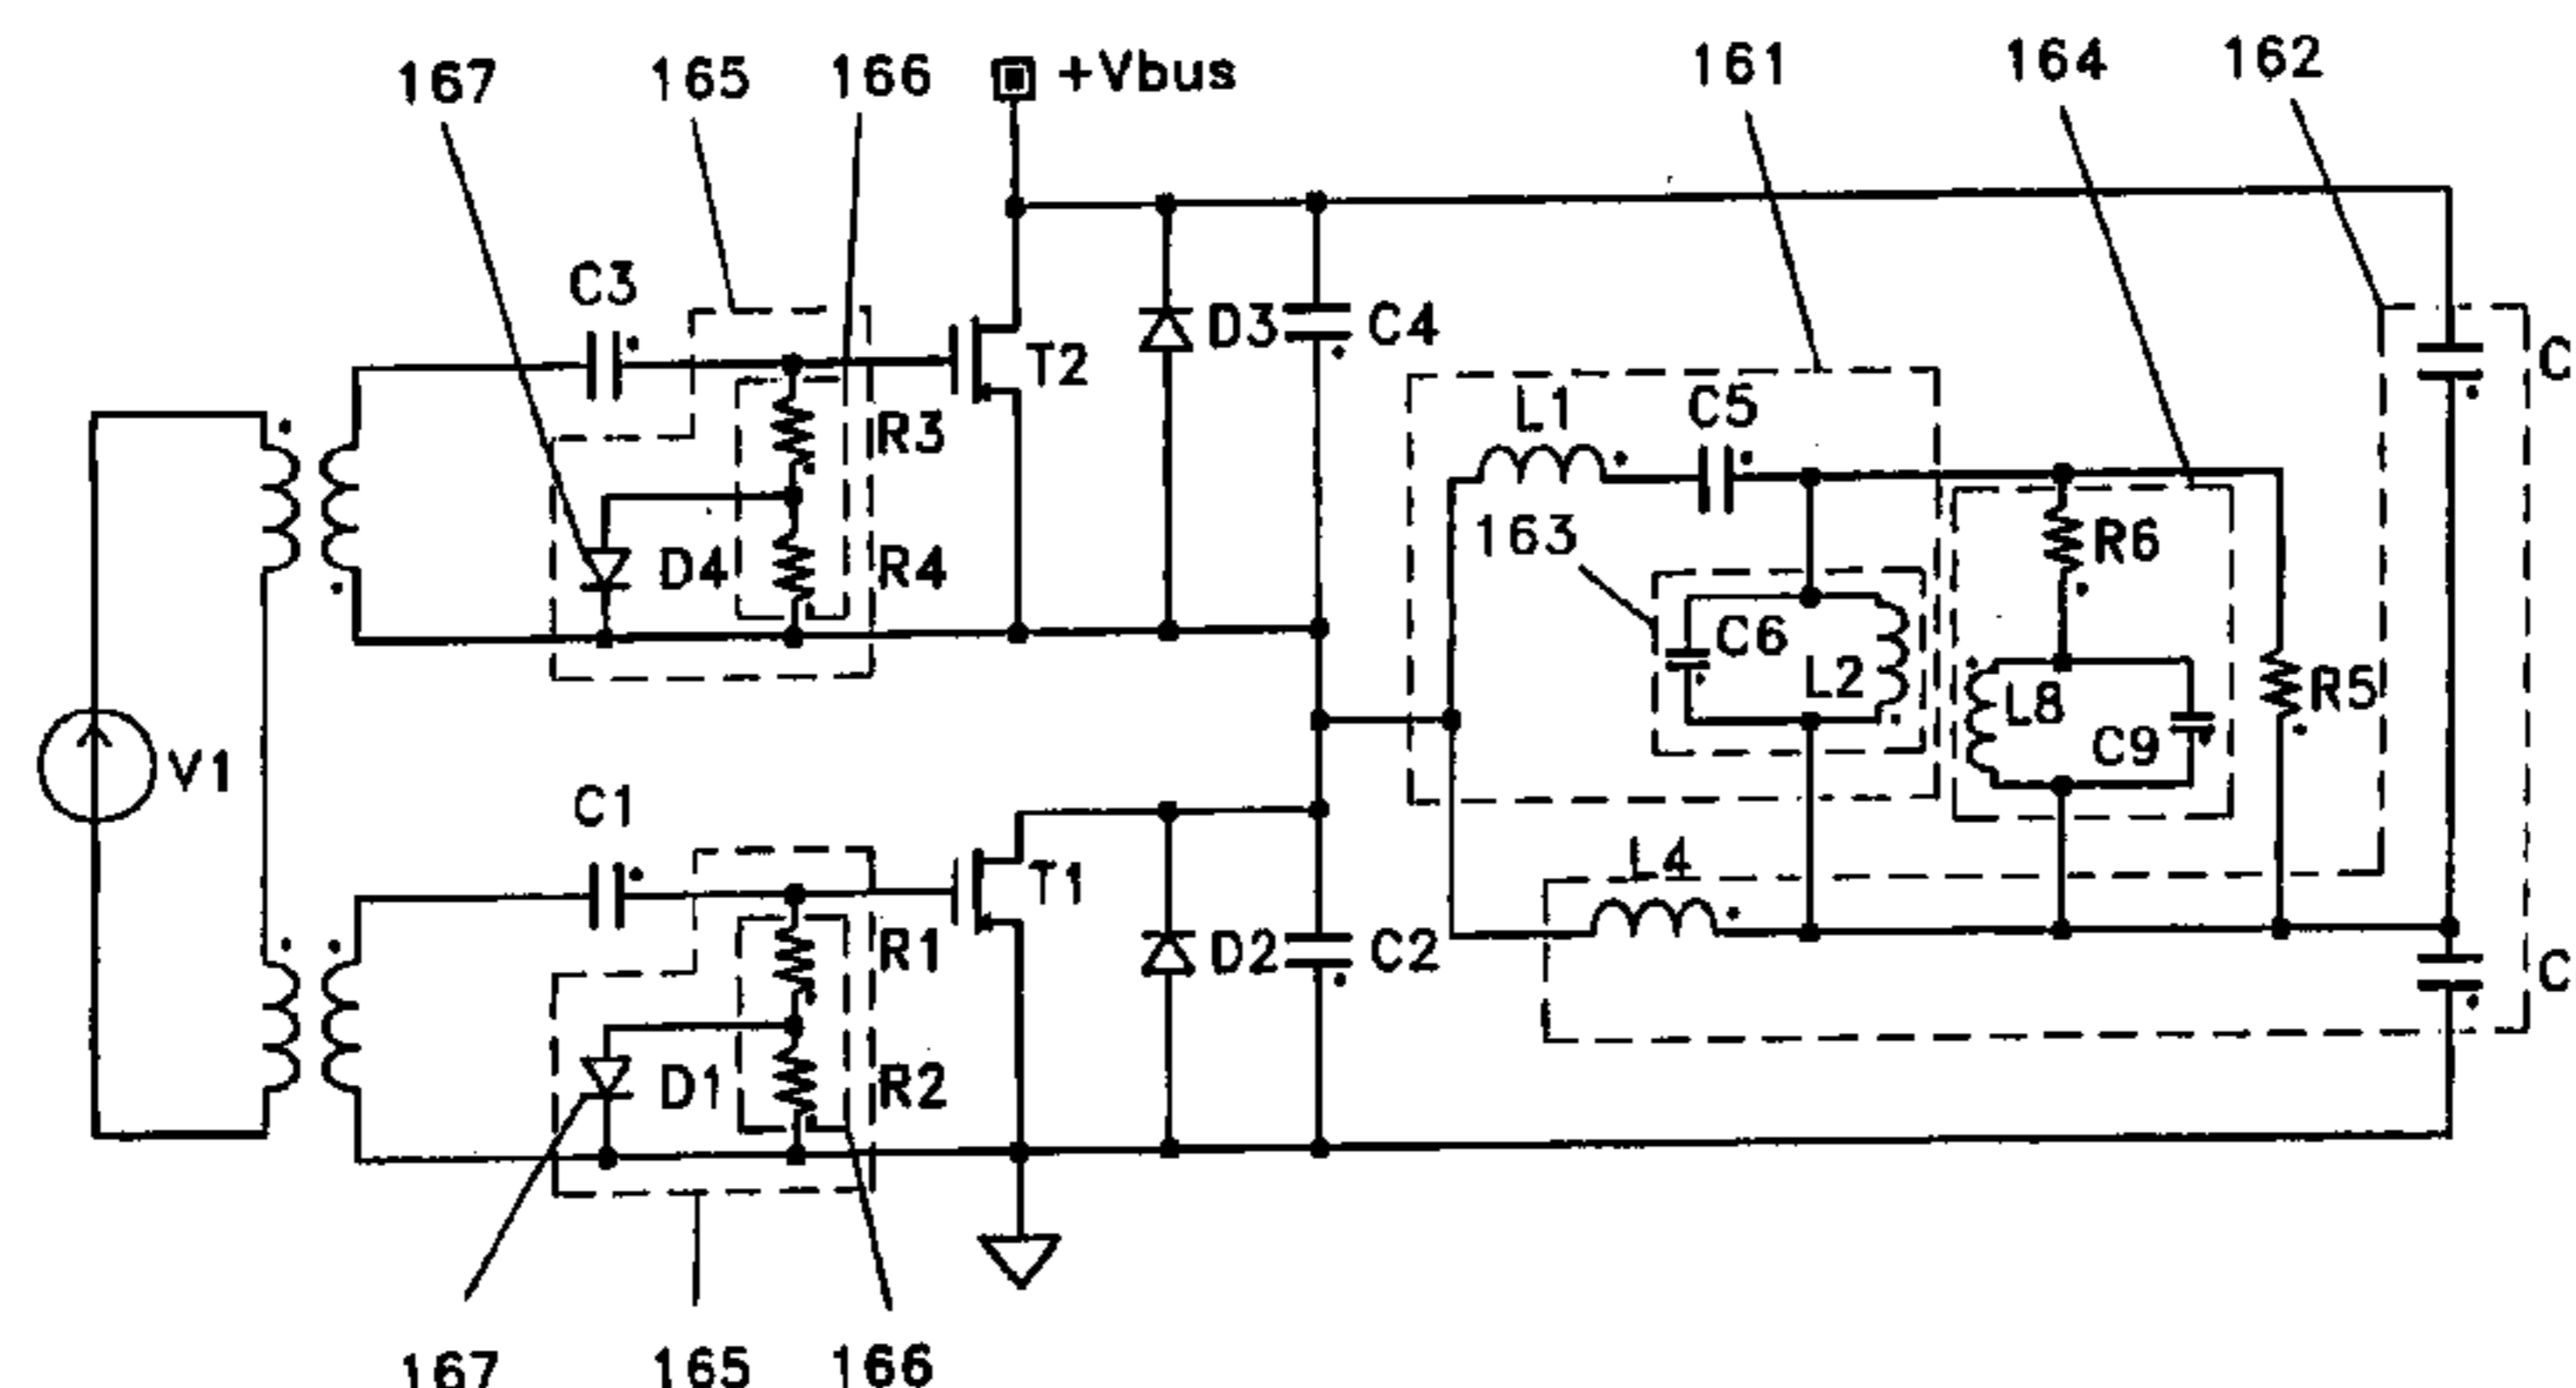 167 165 166 +Vbus 161 164 162
C3 D3 C4 C
T2 L1 C5
R3
163 R6
D4 R4 C6
L2 L8 R5
V1 C9
C1 L4
T1
R1 D2 C2 C
D1 R2
167 165 166